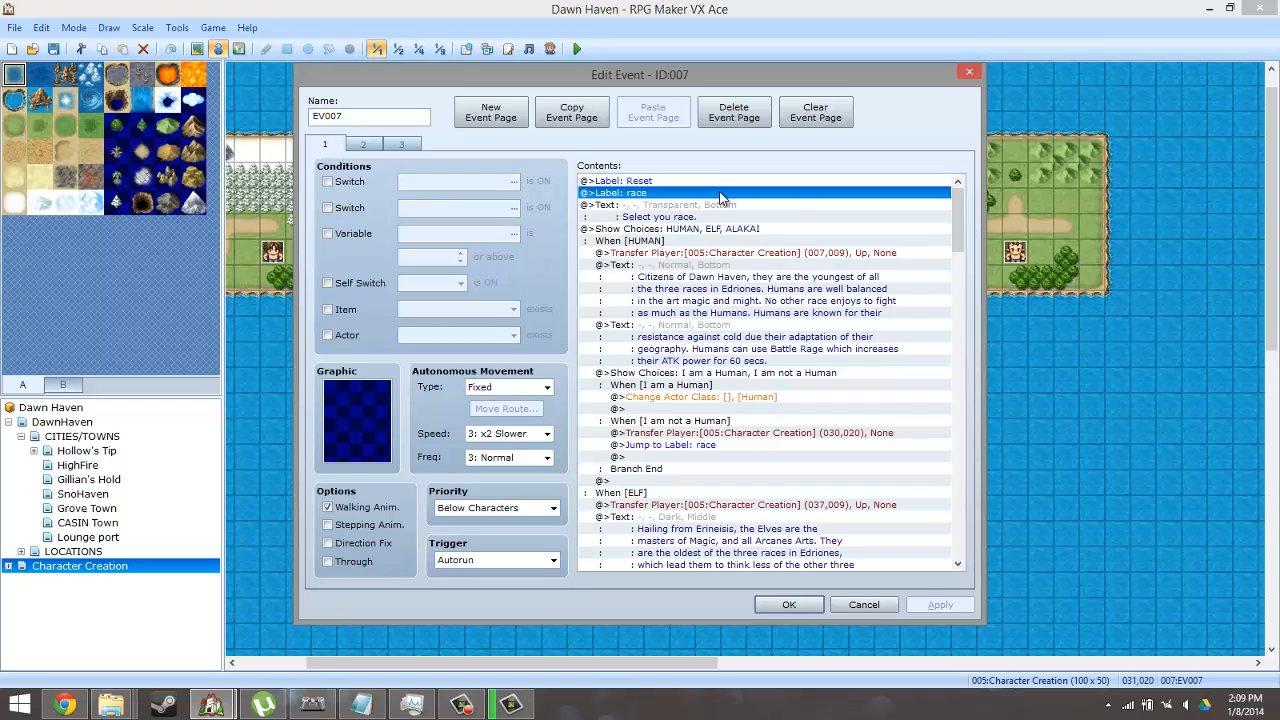 Dawn Haven - RPG Maker VX Ace
File Edit Mode Draw Scale Tools Game Help
Edit Event - ID:007
Name:
EV007
New Event Page
Copy Event Page
Paste Event Page
Delete Event Page
Clear Event Page
1 2 3
Conditions
Switch ... is ON
Switch ... is ON
Variable ... is
or above
Self Switch is ON
Item exists
Actor exists
Graphic
Autonomous Movement
Type: Fixed
Move Route...
Speed: 3: x2 Slower
Freq: 3: Normal
Options
Walking Anim.
Stepping Anim.
Direction Fix
Through
Priority
Below Characters
Trigger
Autorun
Contents:
@>Label: Reset
@>Label: race
@>Text: -, -, Transparent, Bottom
: : Select you race.
@>Show Choices: HUMAN, ELF, ALAKAI
: When [HUMAN]
@>Transfer Player:[005:Character Creation] (007,009), Up, None
@>Text: -, -, Normal, Bottom
: : Citizens of Dawn Haven, they are the youngest of all
: : the three races in Edriones. Humans are well balanced
: : in the art magic and might. No other race enjoys to fight
: : as much as the Humans. Humans are known for their
@>Text: -, -, Normal, Bottom
: : resistance against cold due their adaptation of their
: : geography. Humans can use Battle Rage which increases
: : their ATK power for 60 secs.
@>Show Choices: I am a Human, I am not a Human
: When [I am a Human]
@>Change Actor Class: [], [Human]
@>
: When [I am not a Human]
@>Transfer Player:[005:Character Creation] (030,020), None
@>Jump to Label: race
@>
: Branch End
@>
: When [ELF]
@>Transfer Player:[005:Character Creation] (037,009), Up, None
@>Text: -, -, Dark, Middle
: : Hailing from Erineisis, the Elves are the
: : masters of Magic, and all Arcanes Arts. They
: : are the oldest of the three races in Edriones,
: : which lead them to think less of the other three
OK Cancel Apply
A B
Dawn Haven
DawnHaven
CITIES/TOWNS
Hollow's Tip
HighFire
Gillian's Hold
SnoHaven
Grove Town
CASIN Town
Lounge port
LOCATIONS
Character Creation
005:Character Creation (100 x 50) 031,020 007:EV007
2:09 PM
1/8/2014